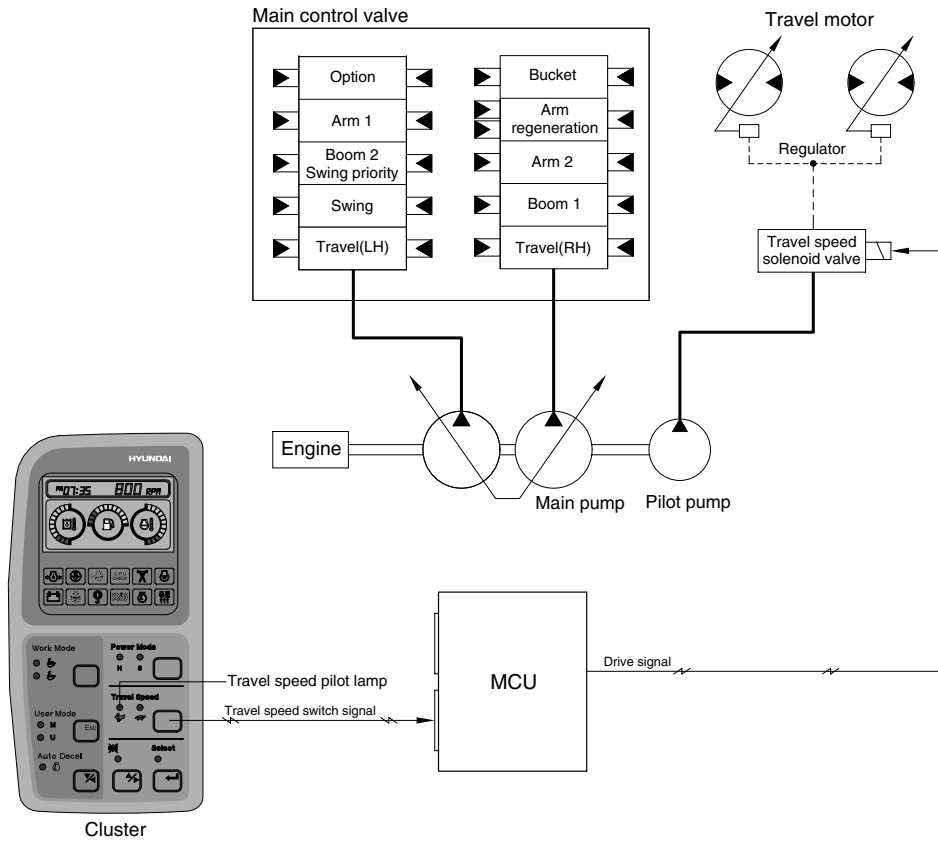 Main control valve
Travel motor
Option
Bucket
Arm 1
Arm
regeneration
Boom 2
Swing priority
Arm 2
Regulator
Swing
Boom 1
Travel(LH)
Travel(RH)
Travel speed
solenoid valve
Engine
Main pump
Pilot pump
HYUNDAI
07:35 800 RPM
CPU
CHECK
Work Mode
Power Mode
H S
Travel speed pilot lamp
Travel Speed
Travel speed switch signal
User Mode
M
U
Esc
Auto Decel
Select
MCU
Drive signal
Cluster